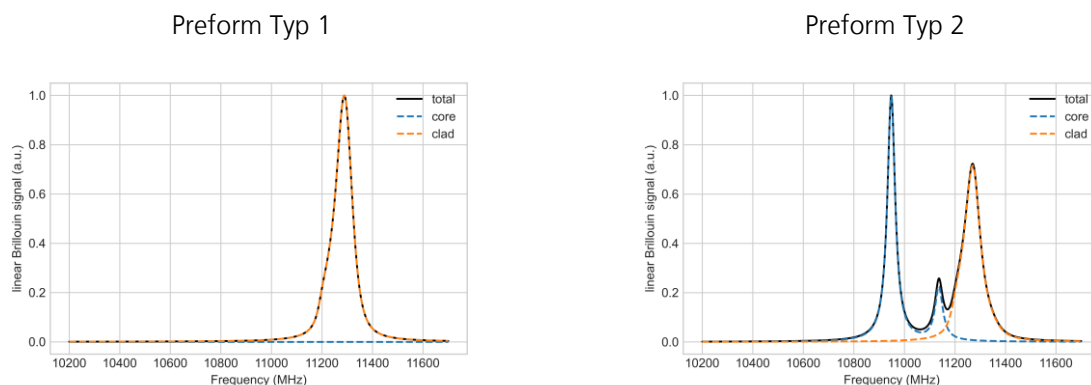 Preform Typ 1
Preform Typ 2
1.0
0.8
0.6
0.4
0.2
0.0
linear Brillouin signal (a.u.)
total
core
clad
10200 10400 10600 10800 11000 11200 11400 11600
Frequency (MHz)
1.0
0.8
0.6
0.4
0.2
0.0
linear Brillouin signal (a.u.)
total
core
clad
10200 10400 10600 10800 11000 11200 11400 11600
Frequency (MHz)